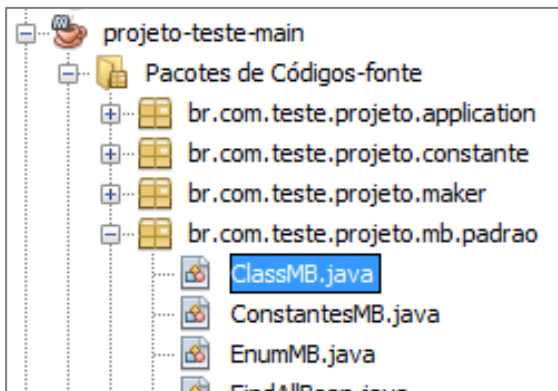 projeto-teste-main
Pacotes de Códigos-fonte
br.com.teste.projeto.application
br.com.teste.projeto.constante
br.com.teste.projeto.maker
br.com.teste.projeto.mb.padrao
ClassMB.java
ConstantesMB.java
EnumMB.java